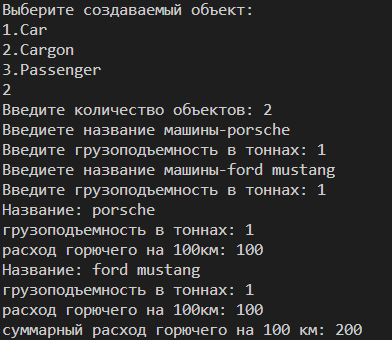 Выберите создаваемый объект:
1.Car
2.Cargon
3.Passenger
2
Введите количество объектов: 2
Введиете название машины-porsche
Введите грузоподъемность в тоннах: 1
Введиете название машины-ford mustang
Введите грузоподъемность в тоннах: 1
Название: porsche
грузоподъемность в тоннах: 1
расход горючего на 100км: 100
Название: ford mustang
грузоподъемность в тоннах: 1
расход горючего на 100км: 100
суммарный расход горючего на 100 км: 200